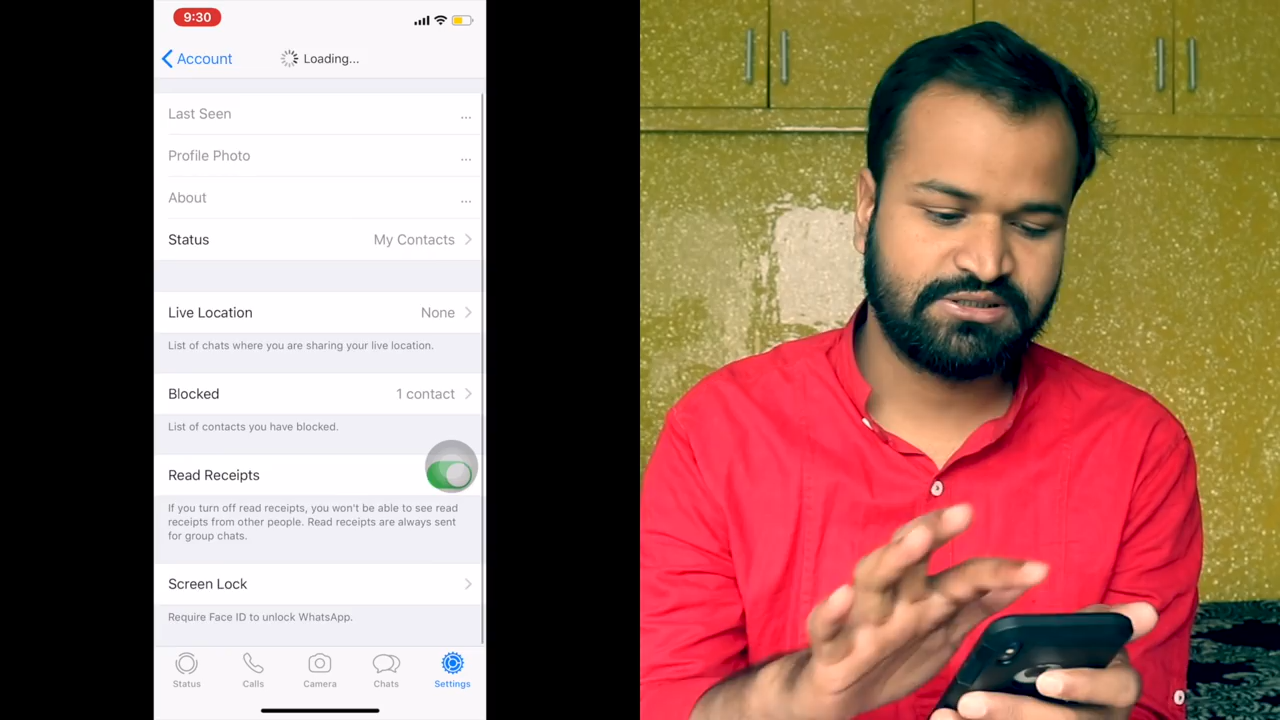 9:30
Account
Loading...
Last Seen ...
Profile Photo ...
About ...
Status My Contacts
Live Location None
List of chats where you are sharing your live location.
Blocked 1 contact
List of contacts you have blocked.
Read Receipts
If you turn off read receipts, you won't be able to see read
receipts from other people. Read receipts are always sent
for group chats.
Screen Lock
Require Face ID to unlock WhatsApp.
Status Calls Camera Chats Settings